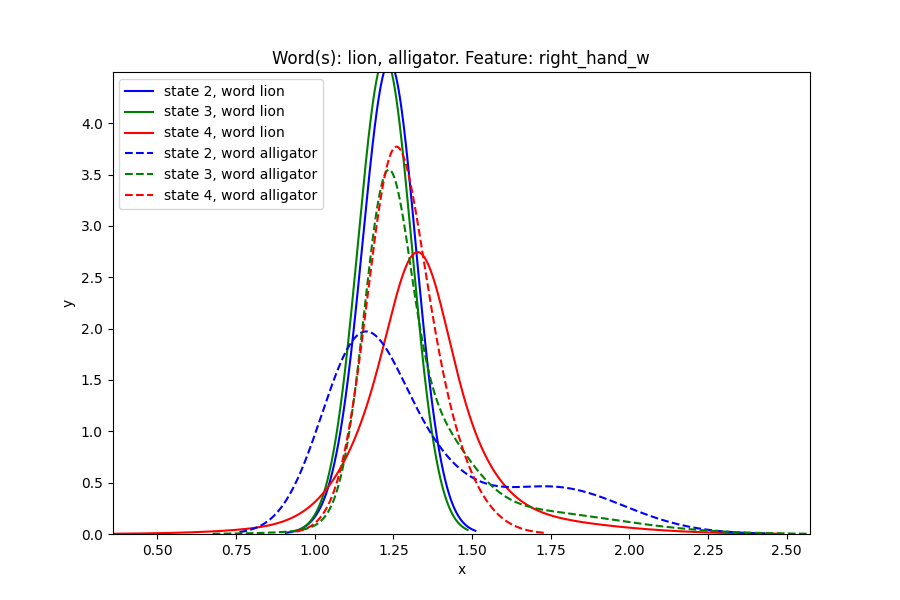 Word(s): lion, alligator. Feature: right_hand_w
state 2, word lion
state 3, word lion
state 4, word lion
state 2, word alligator
state 3, word alligator
state 4, word alligator
4.0
3.5
3.0
2.5
2.0
1.5
1.0
0.5
0.0
y
0.50 0.75 1.00 1.25 1.50 1.75 2.00 2.25 2.50
x